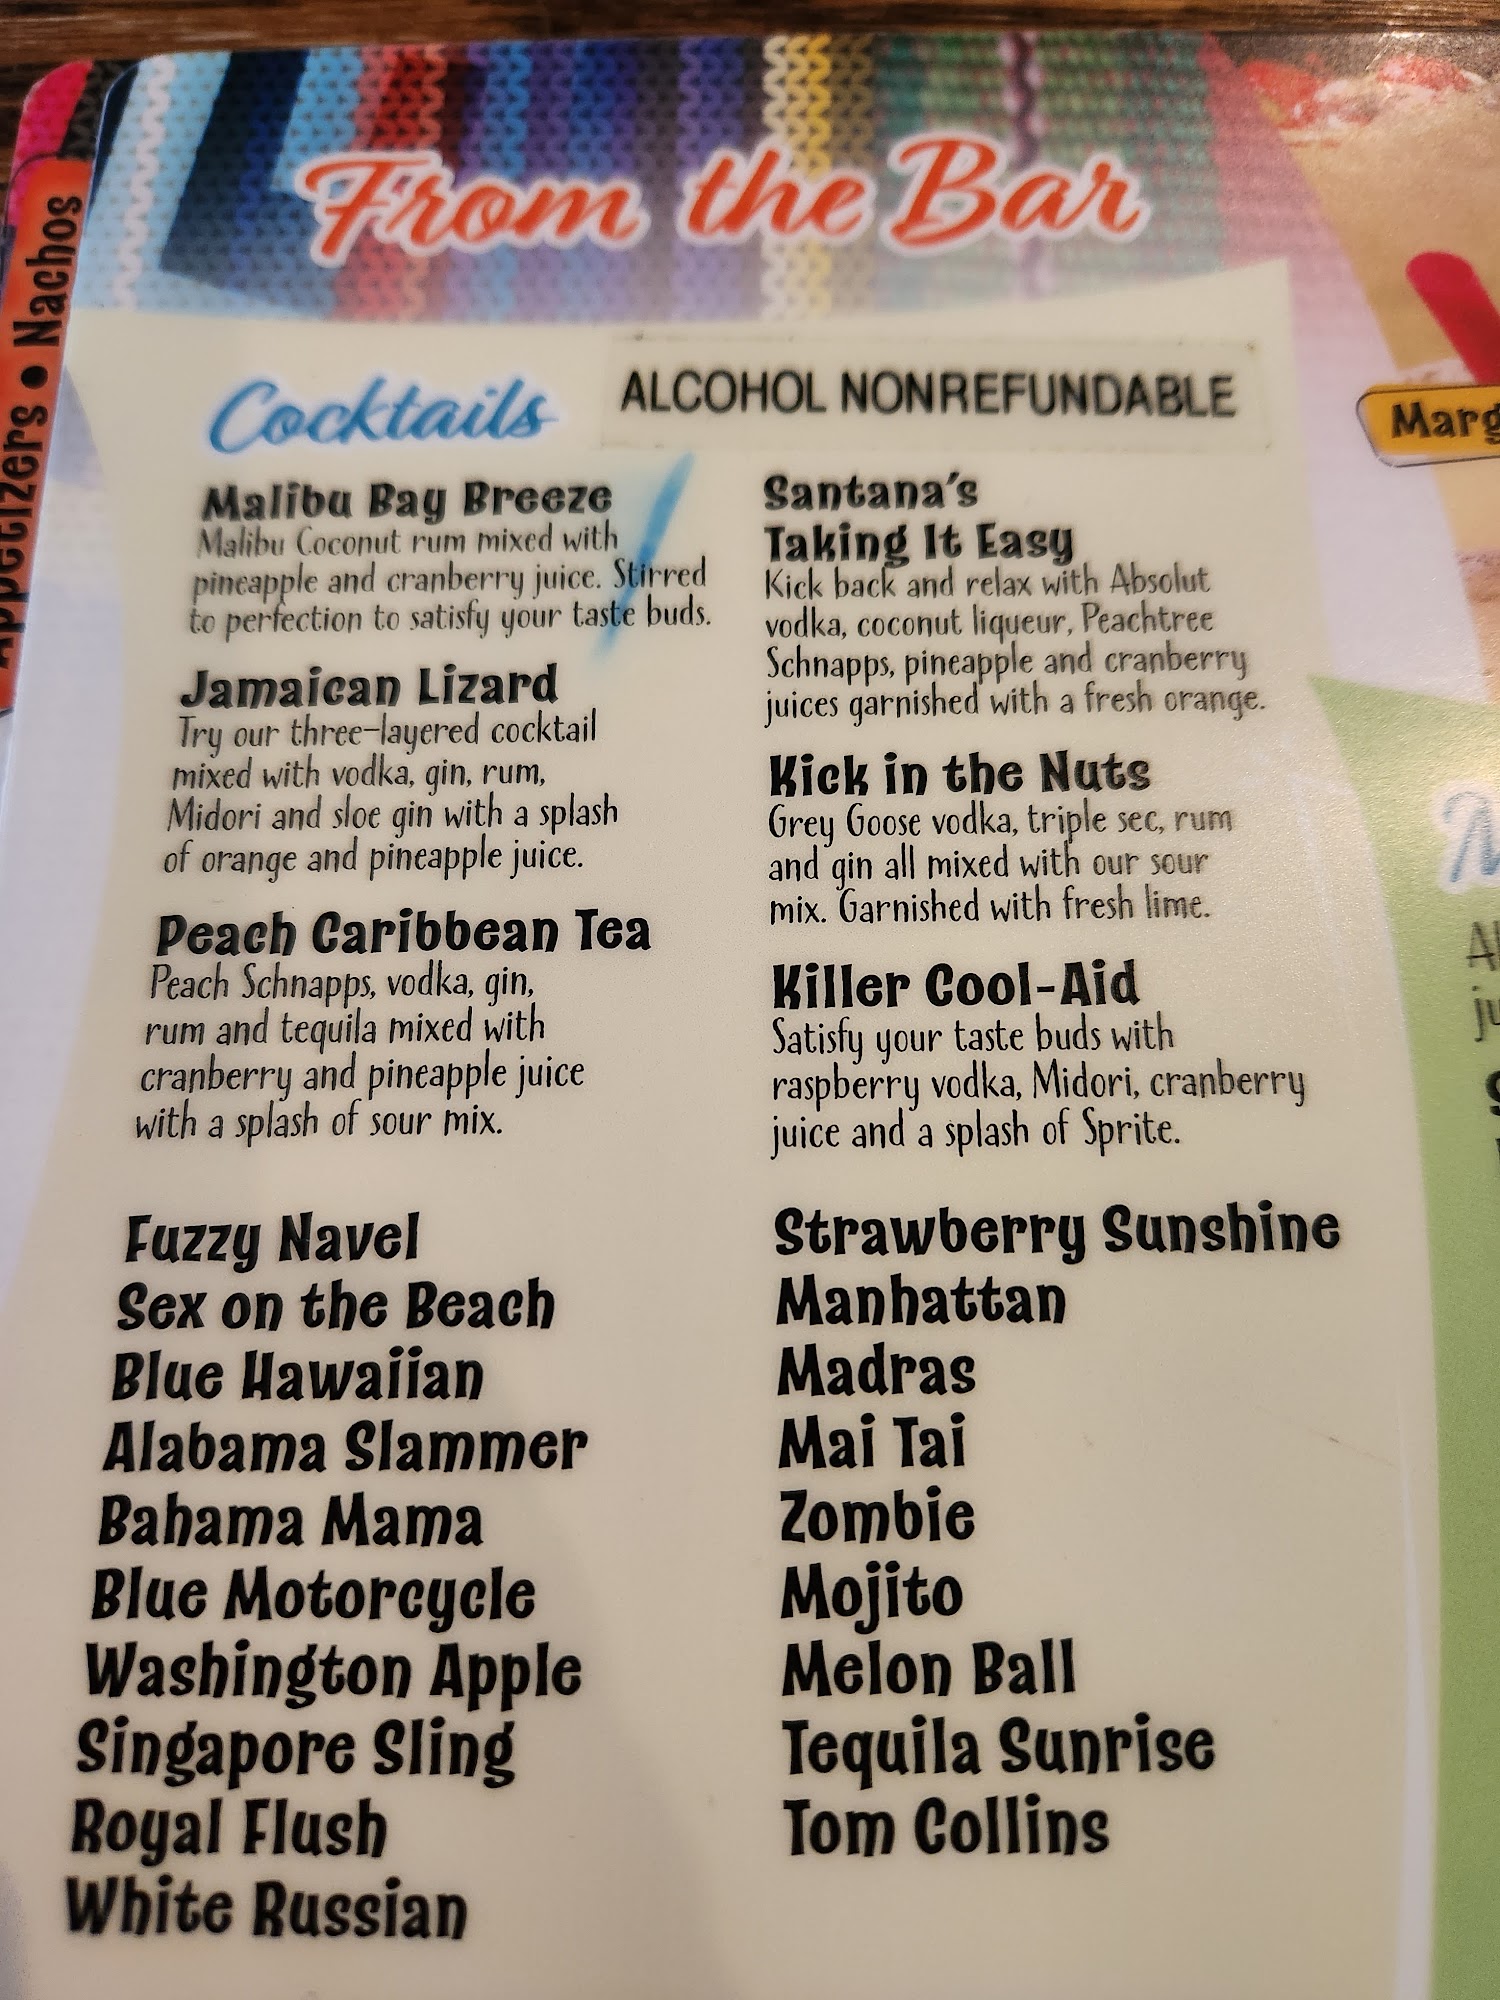 Appetizers • Nachos
From the Bar
Cocktails
ALCOHOL NONREFUNDABLE
Malibu Bay Breeze
Malibu Coconut rum mixed with
pineapple and cranberry juice. Stirred
to perfection to satisfy your taste buds.
Jamaican Lizard
Try our three-layered cocktail
mixed with vodka, gin, rum,
Midori and sloe gin with a splash
of orange and pineapple juice.
Peach Caribbean Tea
Peach Schnapps, vodka, gin,
rum and tequila mixed with
cranberry and pineapple juice
with a splash of sour mix.
Fuzzy Navel
Sex on the Beach
Blue Hawaiian
Alabama Slammer
Bahama Mama
Blue Motorcycle
Washington Apple
Singapore Sling
Royal Flush
White Russian
Santana's
Taking It Easy
Kick back and relax with Absolut
vodka, coconut liqueur, Peachtree
Schnapps, pineapple and cranberry
juices garnished with a fresh orange.
Kick in the Nuts
Grey Goose vodka, triple sec, rum
and gin all mixed with our sour
mix. Garnished with fresh lime.
Killer Cool-Aid
Satisfy your taste buds with
raspberry vodka, Midori, cranberry
juice and a splash of Sprite.
Strawberry Sunshine
Manhattan
Madras
Mai Tai
Zombie
Mojito
Melon Ball
Tequila Sunrise
Tom Collins
Marg